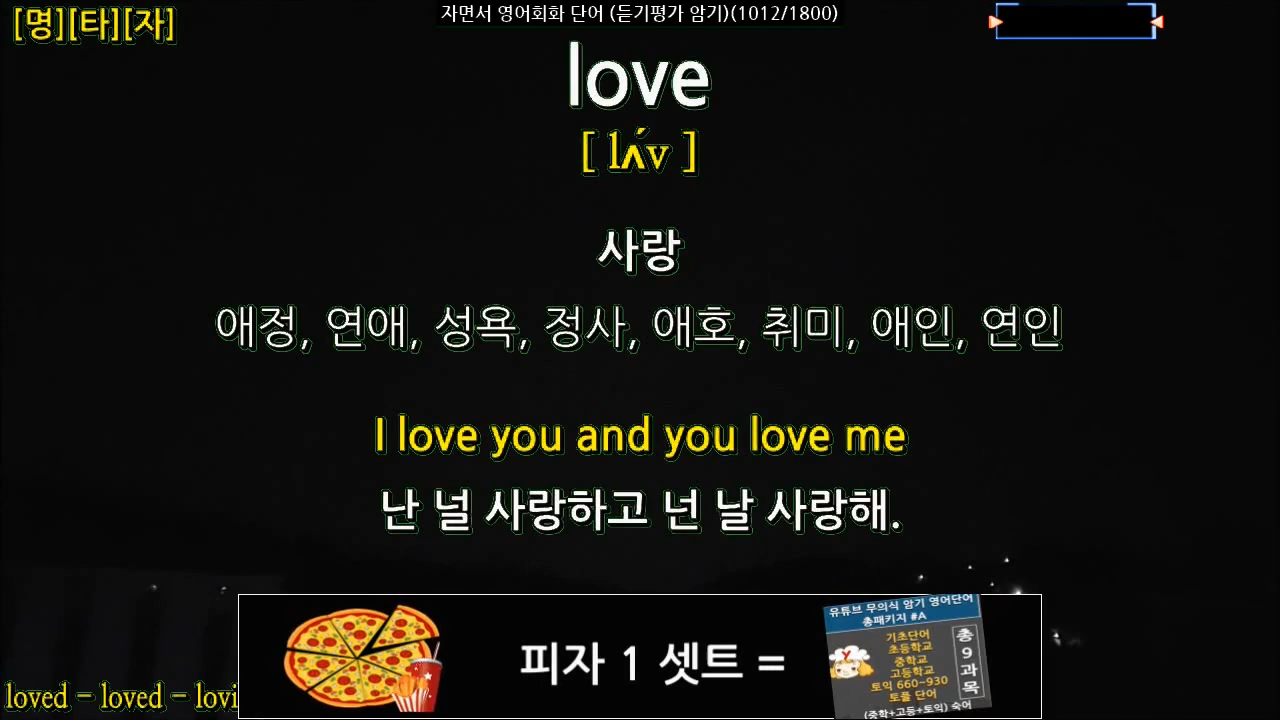 [명][타][자]
자면서 영어회화 단어 (듣기평가 암기)(1012/1800)
love
[ lʌ́v ]
사랑
애정, 연애, 성욕, 정사, 애호, 취미, 애인, 연인
I love you and you love me
난 널 사랑하고 넌 날 사랑해.
loved - loved - lovi
피자 1 셋트 =
유튜브 무의식 암기 영어단어
총패키지 #A
기초단어
초등학교
중학교
고등학교
토익 660-930
토플 단어
(중학+고등+토익) 숙어
총
9
과
목